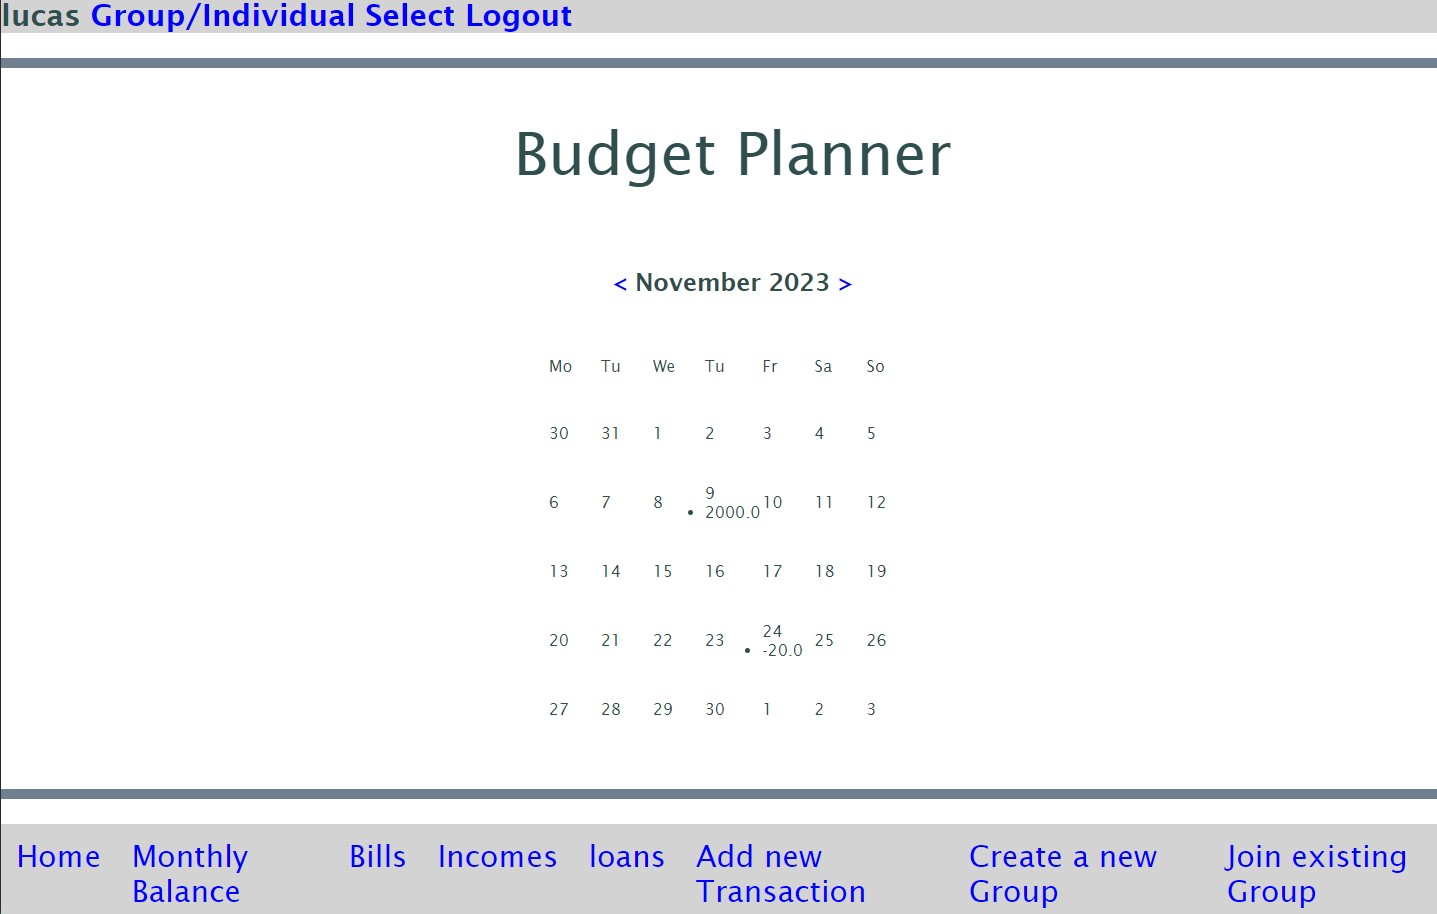 lucas Group/Individual Select Logout
Budget Planner
< November 2023 >
Mo Tu We Tu Fr Sa So
30 31 1 2 3 4 5
6 7 8 9 10 11 12
• 2000.0
13 14 15 16 17 18 19
20 21 22 23 24 25 26
• -20.0
27 28 29 30 1 2 3
Home Monthly Bills Incomes loans Add new Create a new Join existing
Balance Transaction Group Group